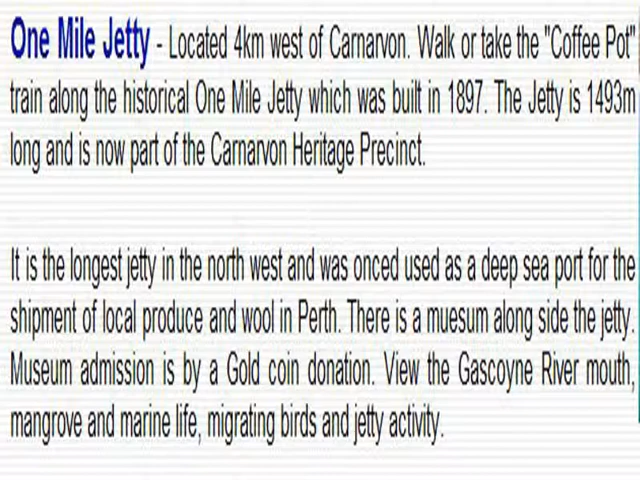 One Mile Jetty - Located 4km west of Carnarvon. Walk or take the "Coffee Pot"
train along the historical One Mile Jetty which was built in 1897. The Jetty is 1493m
long and is now part of the Carnarvon Heritage Precinct.
It is the longest jetty in the north west and was onced used as a deep sea port for the
shipment of local produce and wool in Perth. There is a muesum along side the jetty.
Museum admission is by a Gold coin donation. View the Gascoyne River mouth,
mangrove and marine life, migrating birds and jetty activity.